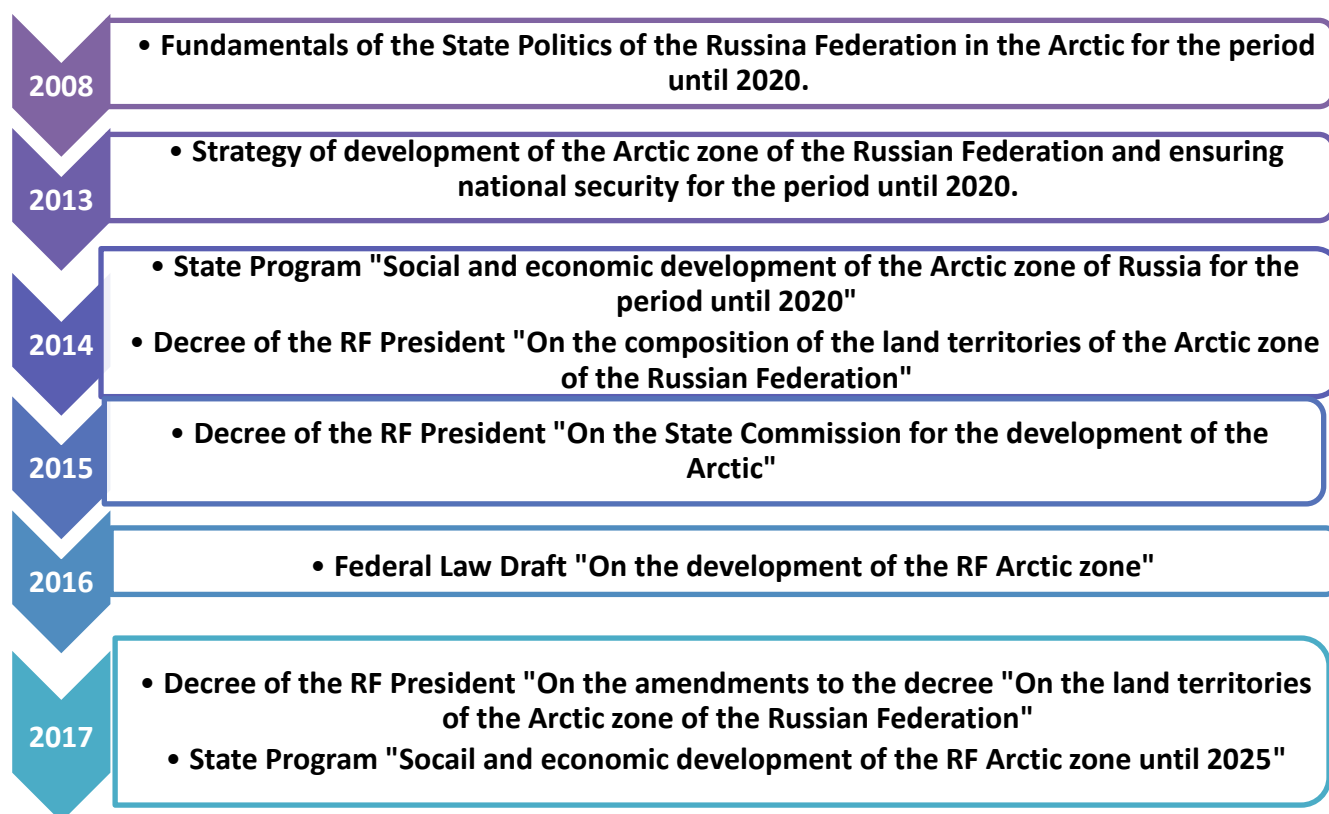 2008
• Fundamentals of the State Politics of the Russina Federation in the Arctic for the period
until 2020.
2013
• Strategy of development of the Arctic zone of the Russian Federation and ensuring
national security for the period until 2020.
2014
• State Program "Social and economic development of the Arctic zone of Russia for the
period until 2020"
• Decree of the RF President "On the composition of the land territories of the Arctic zone
of the Russian Federation"
2015
• Decree of the RF President "On the State Commission for the development of the
Arctic"
2016
• Federal Law Draft "On the development of the RF Arctic zone"
2017
• Decree of the RF President "On the amendments to the decree "On the land territories
of the Arctic zone of the Russian Federation"
• State Program "Socail and economic development of the RF Arctic zone until 2025"